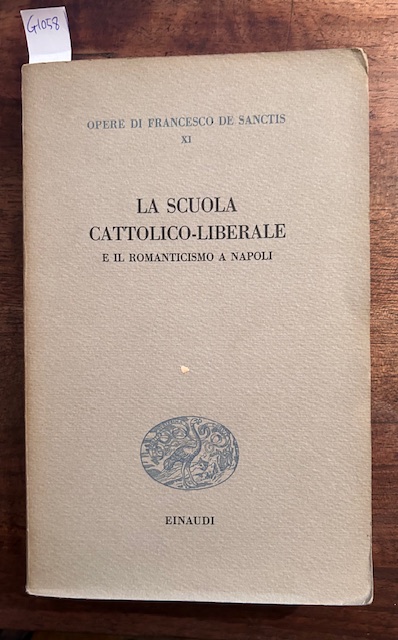 G1058
OPERE DI FRANCESCO DE SANCTIS
XI
LA SCUOLA
CATTOLICO-LIBERALE
E IL ROMANTICISMO A NAPOLI
EINAUDI